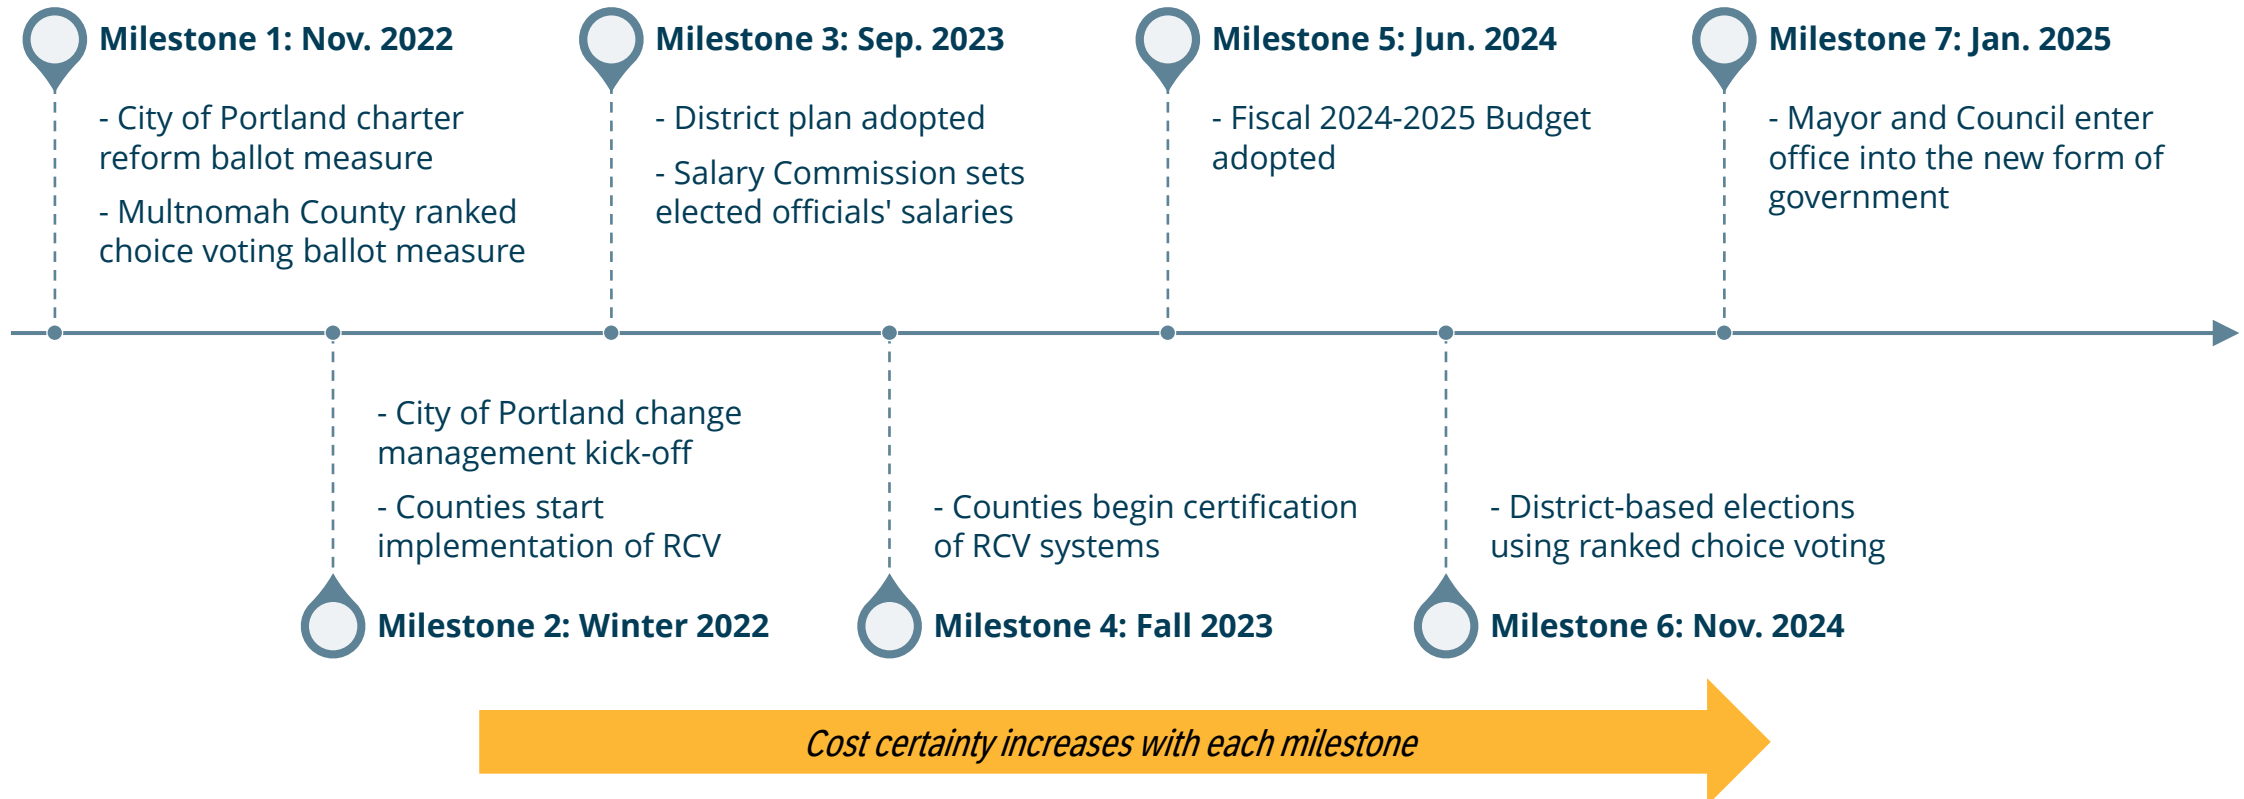 Milestone 1: Nov. 2022
- City of Portland charter
reform ballot measure
- Multnomah County ranked
choice voting ballot measure
Milestone 3: Sep. 2023
- District plan adopted
- Salary Commission sets
elected officials' salaries
Milestone 5: Jun. 2024
- Fiscal 2024-2025 Budget
adopted
Milestone 7: Jan. 2025
- Mayor and Council enter
office into the new form of
government
- City of Portland change
management kick-off
- Counties start
implementation of RCV
Milestone 2: Winter 2022
- Counties begin certification
of RCV systems
Milestone 4: Fall 2023
- District-based elections
using ranked choice voting
Milestone 6: Nov. 2024
Cost certainty increases with each milestone